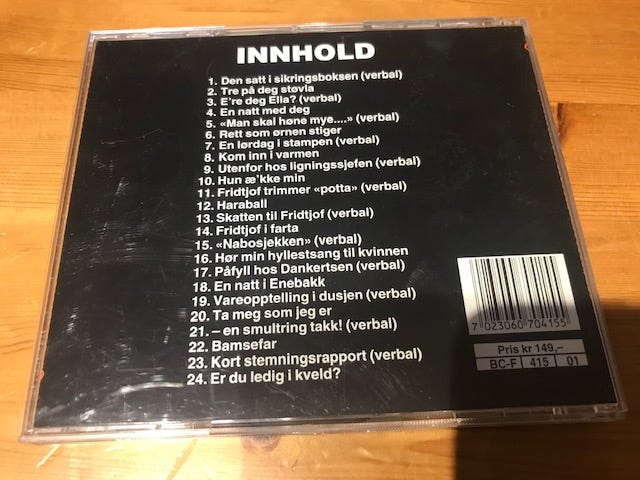 INNHOLD
1. Den satt i sikringsboksen (verbal)
2. Tre på deg støvla
3. E're deg Ella? (verbal)
4. En natt med deg
5. «Man skal høne mye....» (verbal)
6. Rett som ørnen stiger
7. En lørdag i stampen (verbal)
8. Kom inn i varmen
9. Utenfor hos ligningssjefen (verbal)
10. Hun æ'kke min
11. Fridtjof trimmer «potta» (verbal)
12. Haraball
13. Skatten til Fridtjof (verbal)
14. Fridtjof i farta
15. «Nabosjekken» (verbal)
16. Hør min hyllestsang til kvinnen
17. Påfyll hos Dankertsen (verbal)
18. En natt i Enebakk
19. Vareopptelling i dusjen (verbal)
20. Ta meg som jeg er
21. – en smultring takk! (verbal)
22. Bamsefar
23. Kort stemningsrapport (verbal)
24. Er du ledig i kveld?
7 023060 704155
Pris kr 149,–
BC-F 415 01